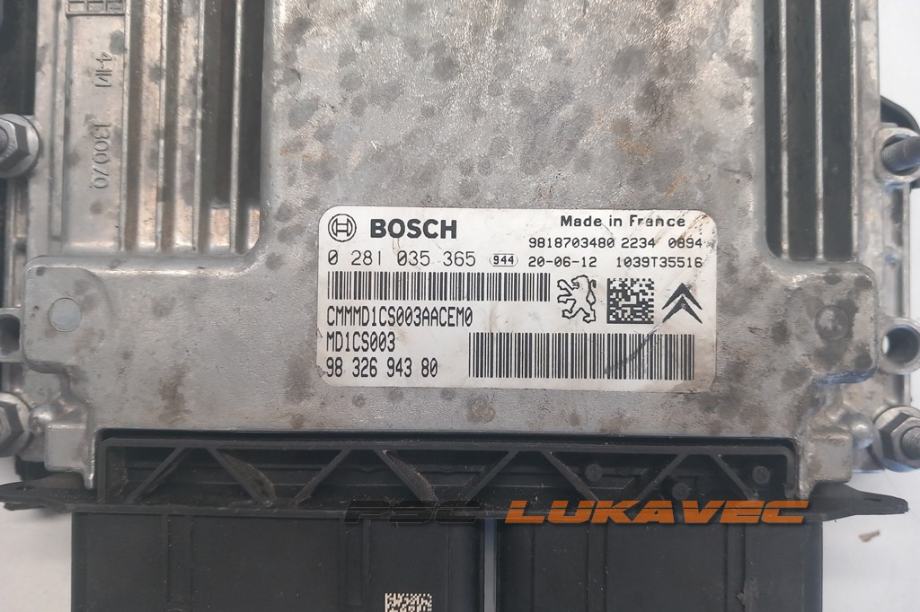 BOSCH
Made in France
9818703480 2234 0894
0 281 035 365 944 20-06-12 1039T35516
CMMMD1CS003AACEM0
MD1CS003
98 326 943 80
PSC LUKAVEC